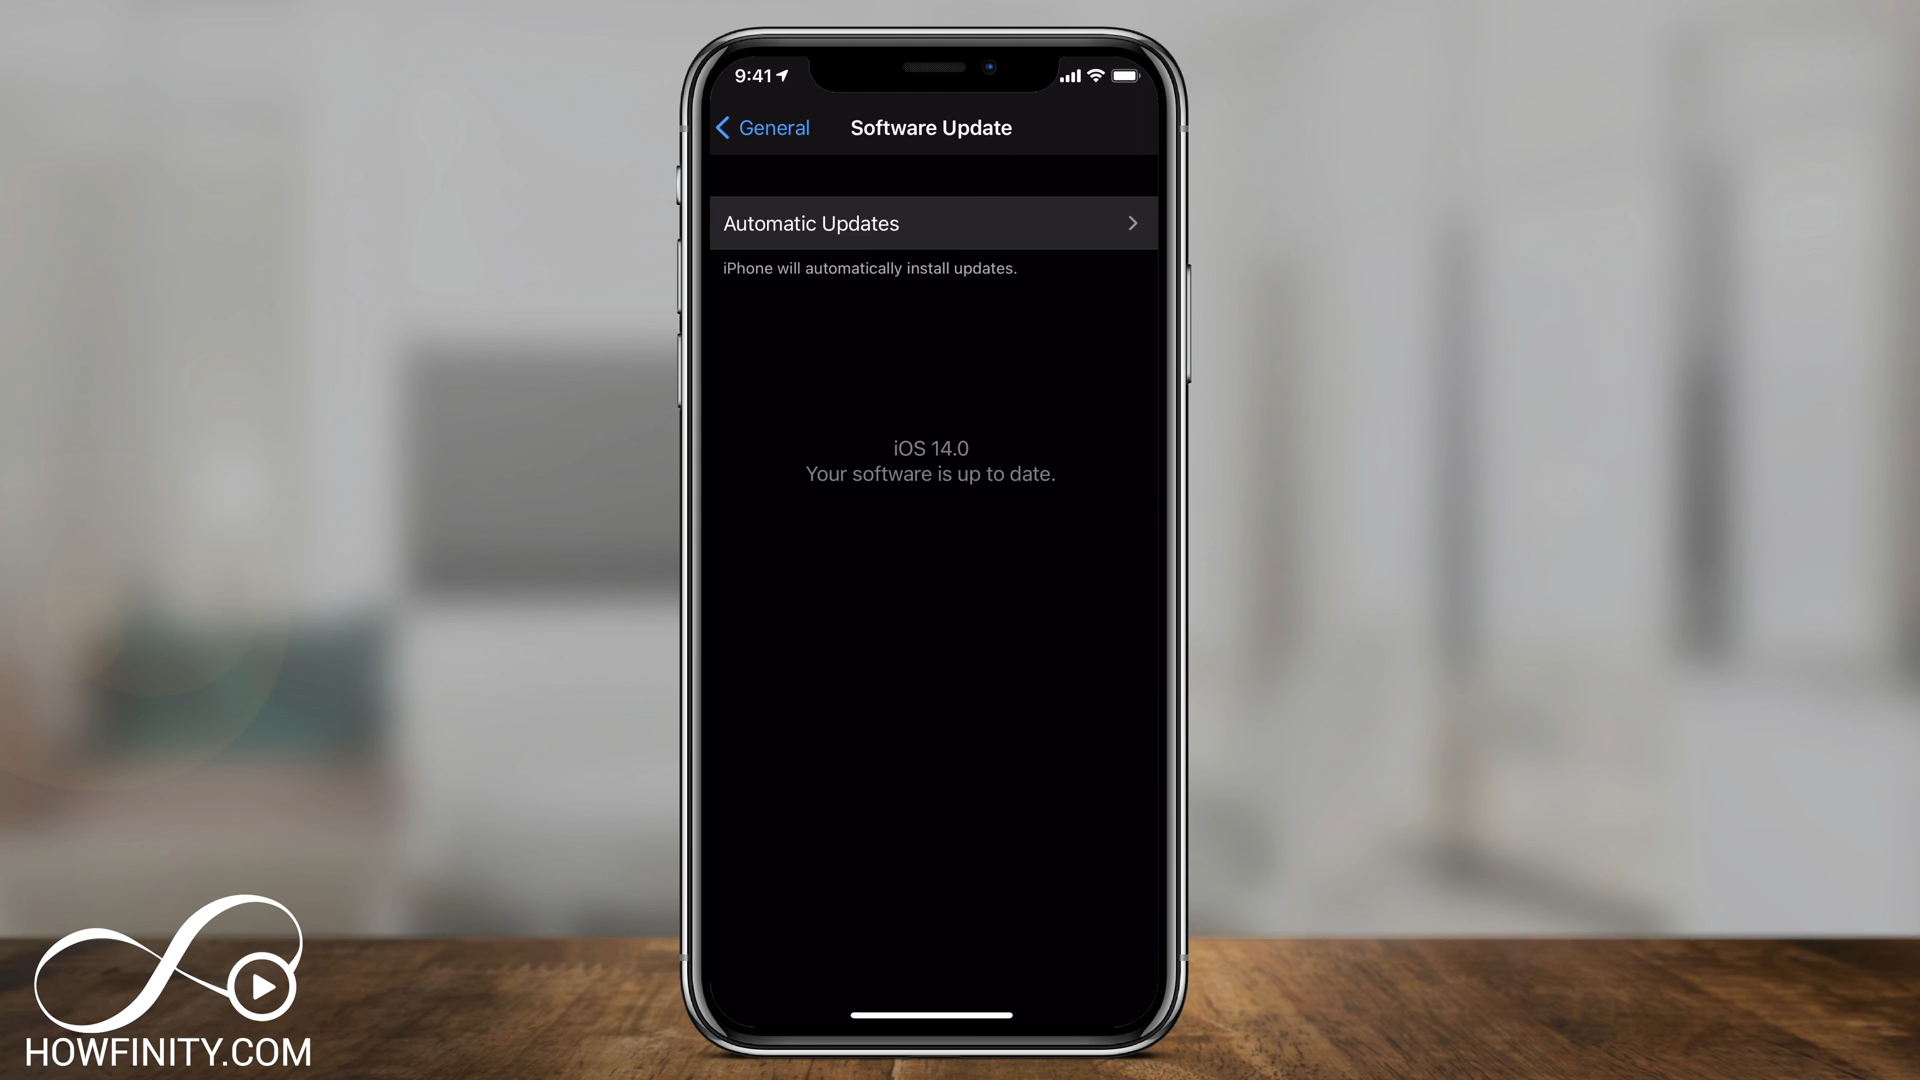 9:41
General
Software Update
Automatic Updates
iPhone will automatically install updates.
iOS 14.0
Your software is up to date.
HOWFINITY.COM